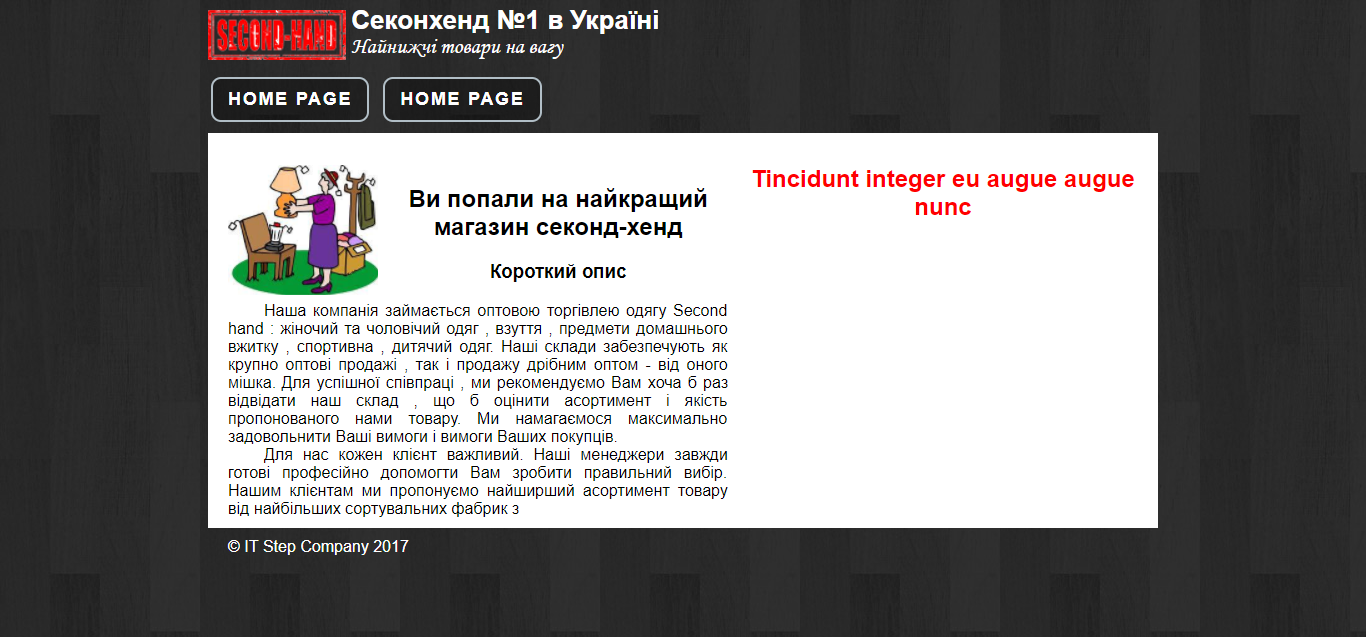 SECOND-HAND
Секонхенд №1 в Україні
Найнижчі товари на вагу
HOME PAGE HOME PAGE
Ви попали на найкращий
магазин секонд-хенд
Короткий опис
Наша компанія займається оптовою торгівлею одягу Second
hand : жіночий та чоловічий одяг , взуття , предмети домашнього
вжитку , спортивна , дитячий одяг. Наші склади забезпечують як
крупно оптові продажі , так і продажу дрібним оптом - від оного
мішка. Для успішної співпраці , ми рекомендуємо Вам хоча б раз
відвідати наш склад , що б оцінити асортимент і якість
пропонованого нами товару. Ми намагаємося максимально
задовольнити Ваші вимоги і вимоги Ваших покупців.
Для нас кожен клієнт важливий. Наші менеджери завжди
готові професійно допомогти Вам зробити правильний вибір.
Нашим клієнтам ми пропонуємо найширший асортимент товару
від найбільших сортувальних фабрик з
Tincidunt integer eu augue augue
nunc
© IT Step Company 2017